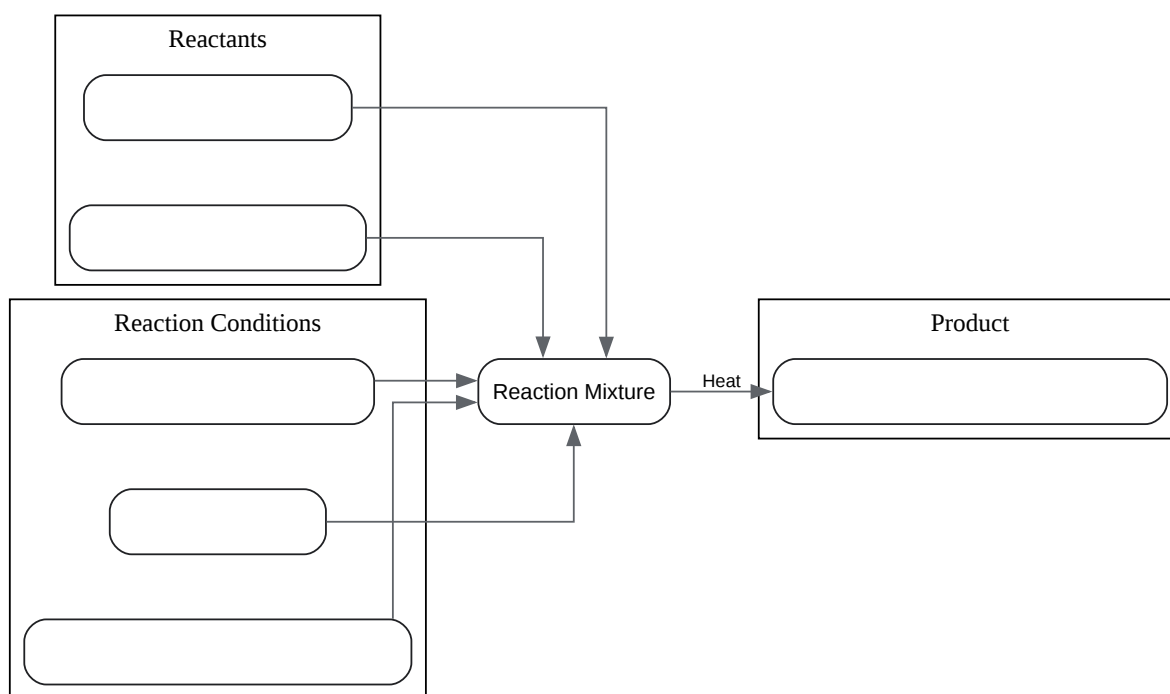 Reactants
Reaction Conditions
Product
Reaction Mixture
Heat